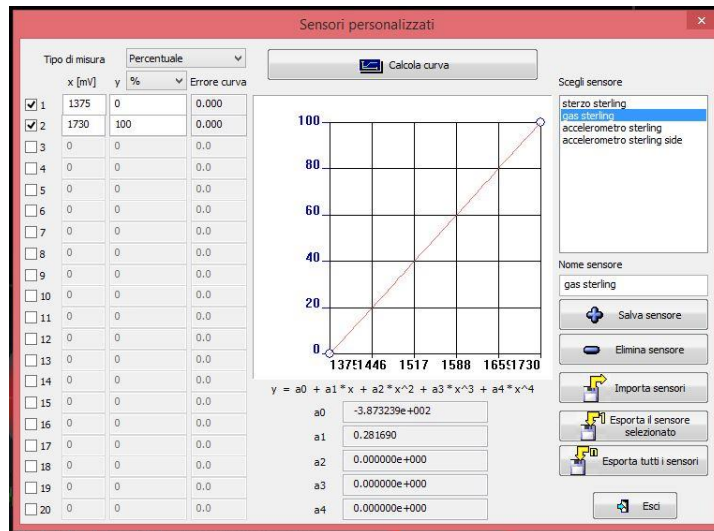 Sensori personalizzati
Tipo di misura Percentuale
x [mV] y % Errore curva
1 1375 0 0.000
2 1730 100 0.000
3 0 0 0.0
4 0 0 0.0
5 0 0 0.0
6 0 0 0.0
7 0 0 0.0
8 0 0 0.0
9 0 0 0.0
10 0 0 0.0
11 0 0 0.0
12 0 0 0.0
13 0 0 0.0
14 0 0 0.0
15 0 0 0.0
16 0 0 0.0
17 0 0 0.0
18 0 0 0.0
19 0 0 0.0
20 0 0 0.0
Calcola curva
100
80
60
40
20
0
1375 1446 1517 1588 1659 1730
y = a0 + a1*x + a2*x^2 + a3*x^3 + a4*x^4
a0 -3.873239e+002
a1 0.281690
a2 0.000000e+000
a3 0.000000e+000
a4 0.000000e+000
Scegli sensore
sterzo sterling
gas sterling
accelerometro sterling
accelerometro sterling side
Nome sensore
gas sterling
Salva sensore
Elimina sensore
Importa sensori
Esporta il sensore
selezionato
Esporta tutti i sensori
Esci